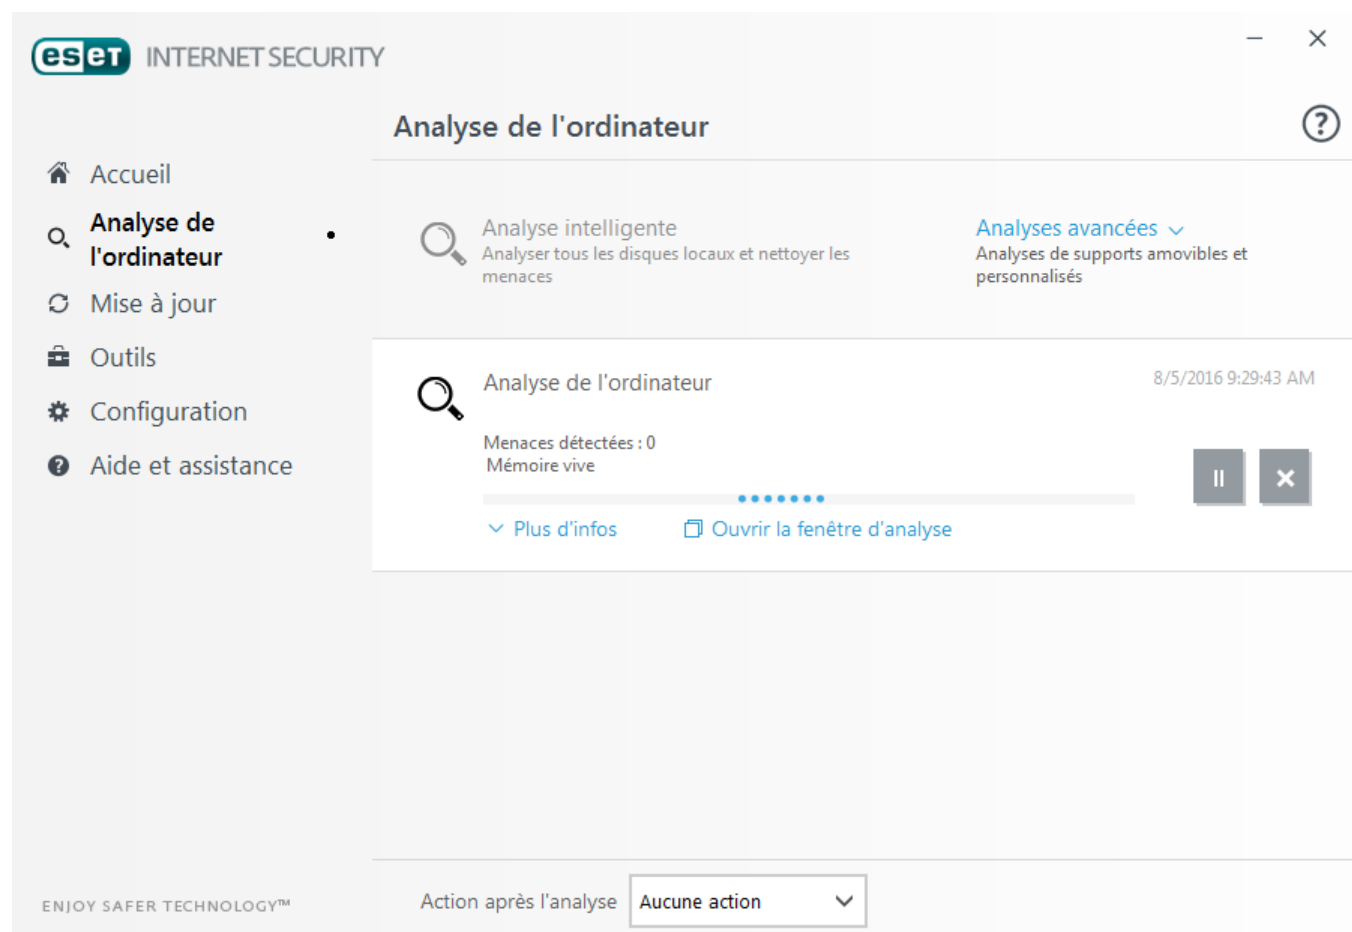 eset INTERNET SECURITY
Analyse de l'ordinateur
Accueil
Analyse de
l'ordinateur
Mise à jour
Outils
Configuration
Aide et assistance
Analyse intelligente
Analyser tous les disques locaux et nettoyer les
menaces
Analyses avancées
Analyses de supports amovibles et
personnalisés
Analyse de l'ordinateur
8/5/2016 9:29:43 AM
Menaces détectées : 0
Mémoire vive
Plus d'infos
Ouvrir la fenêtre d'analyse
ENJOY SAFER TECHNOLOGY™
Action après l'analyse
Aucune action